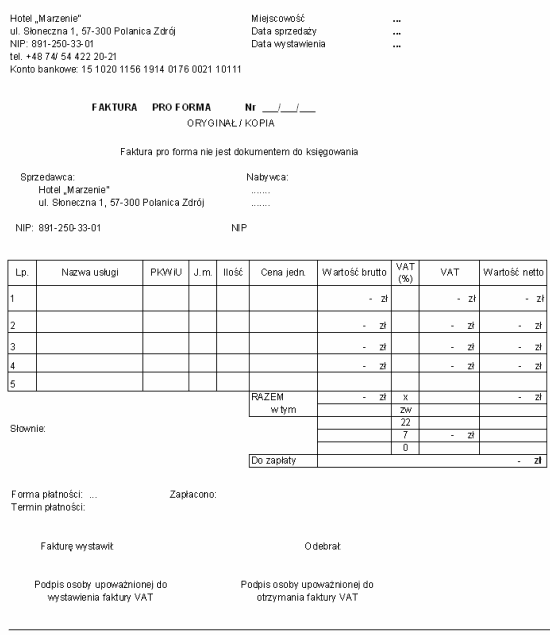 Hotel „Marzenie"
ul. Słoneczna 1, 57-300 Polanica Zdrój
NIP: 891-250-33-01
tel. +48 74/ 54 422 20-21
Konto bankowe: 15 1020 1156 1914 0176 0021 10111
Miejscowość ...
Data sprzedaży ...
Data wystawienia ...
FAKTURA PRO FORMA Nr ___/___/___
ORYGINAŁ / KOPIA
Faktura pro forma nie jest dokumentem do księgowania
Sprzedawca: Nabywca:
Hotel „Marzenie" .......
ul. Słoneczna 1, 57-300 Polanica Zdrój .......
NIP: 891-250-33-01 NIP
Lp. Nazwa usługi PKWiU J.m. Ilość Cena jedn. Wartość brutto VAT (%) VAT Wartość netto
1 - zł - zł - zł
2 - zł - zł - zł
3 - zł - zł - zł
4 - zł - zł - zł
5
RAZEM - zł x - zł
w tym zw
Słownie: 22
7 - zł
0
Do zapłaty - zł
Forma płatności: ... Zapłacono:
Termin płatności:
Fakturę wystawił: Odebrał:
Podpis osoby upoważnionej do Podpis osoby upoważnionej do
wystawienia faktury VAT otrzymania faktury VAT